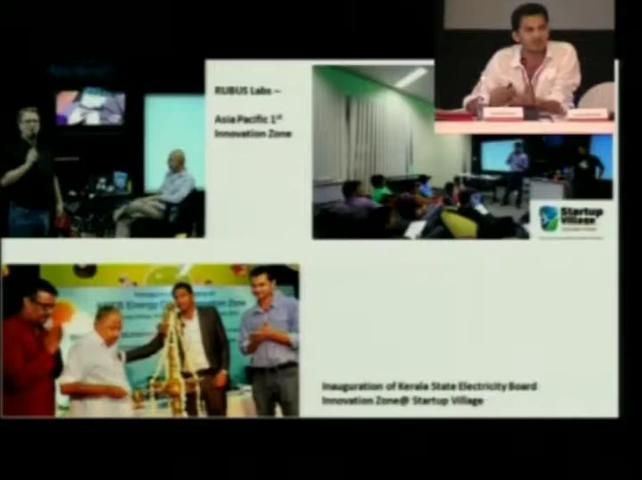 RUBUS Labs –
Asia Pacific 1st
Innovation Zone
Startup
Village
Inauguration of Kerala State Electricity Board
Innovation Zone@ Startup Village